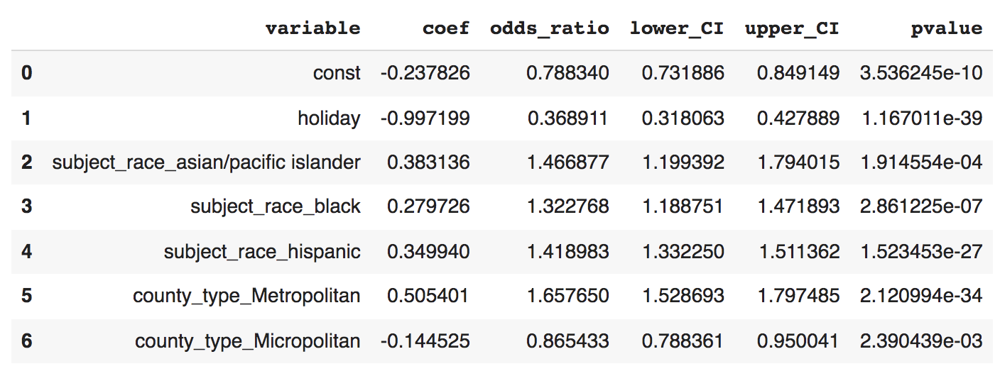 variable coef odds_ratio lower_CI upper_CI pvalue
0 const -0.237826 0.788340 0.731886 0.849149 3.536245e-10
1 holiday -0.997199 0.368911 0.318063 0.427889 1.167011e-39
2 subject_race_asian/pacific islander 0.383136 1.466877 1.199392 1.794015 1.914554e-04
3 subject_race_black 0.279726 1.322768 1.188751 1.471893 2.861225e-07
4 subject_race_hispanic 0.349940 1.418983 1.332250 1.511362 1.523453e-27
5 county_type_Metropolitan 0.505401 1.657650 1.528693 1.797485 2.120994e-34
6 county_type_Micropolitan -0.144525 0.865433 0.788361 0.950041 2.390439e-03